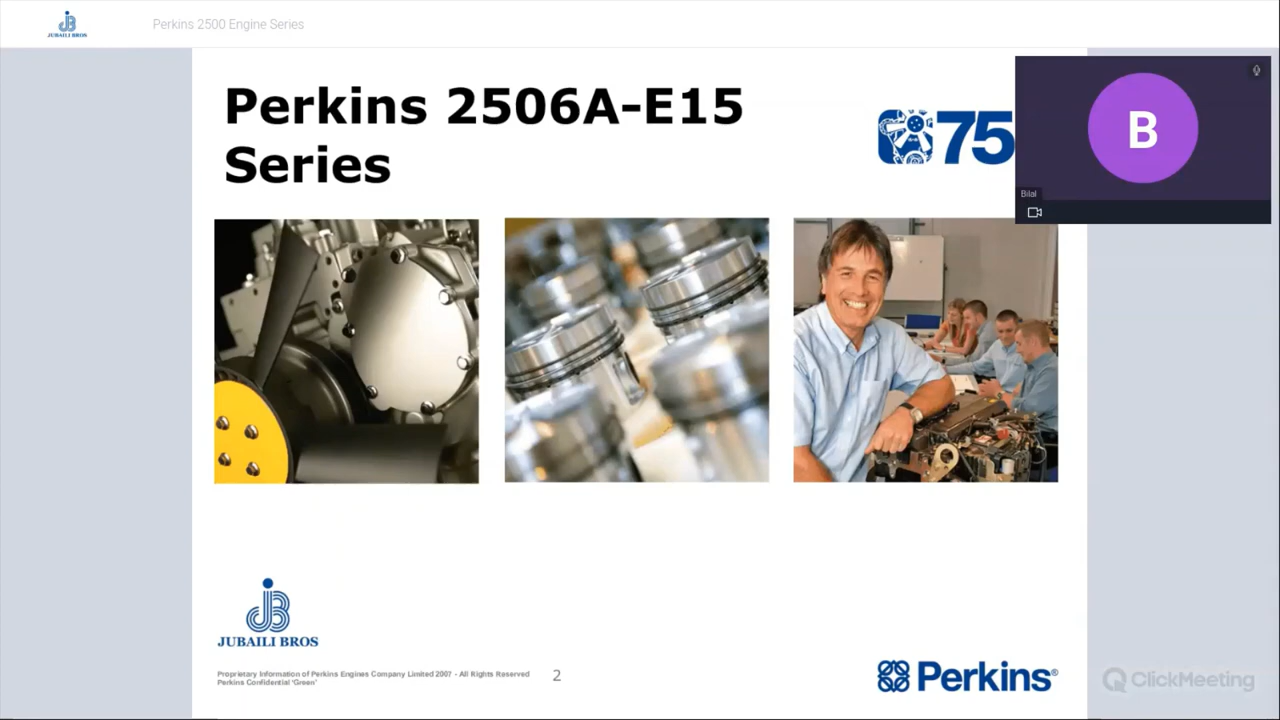 JUBAILI BROS
Perkins 2500 Engine Series
Perkins 2506A-E15
Series
75
B
Bilal
JUBAILI BROS
Proprietary Information of Perkins Engines Company Limited 2007 - All Rights Reserved
Perkins Confidential 'Green'
2
Perkins®
ClickMeeting